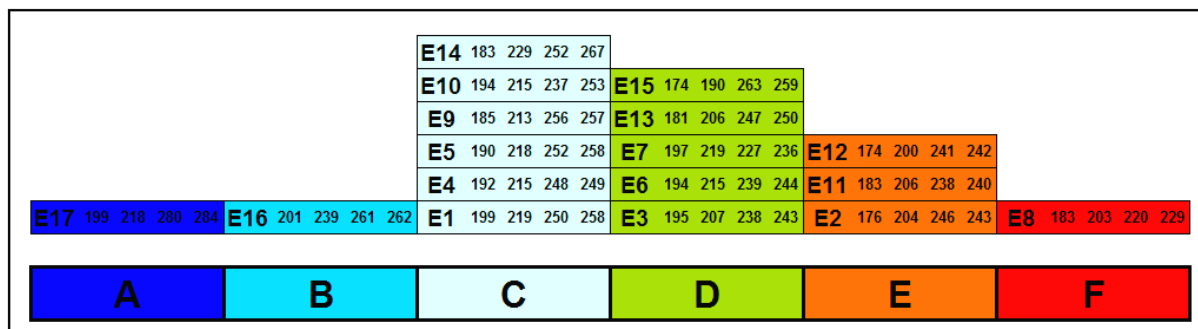 E14 183 229 252 267
E10 194 215 237 253 E15 174 190 263 259
E9 185 213 256 257 E13 181 206 247 250
E5 190 218 252 258 E7 197 219 227 236 E12 174 200 241 242
E4 192 215 248 249 E6 194 215 239 244 E11 183 206 238 240
E17 199 218 280 284 E16 201 239 261 262 E1 199 219 250 258 E3 195 207 238 243 E2 176 204 246 243 E8 183 203 220 229
A B C D E F